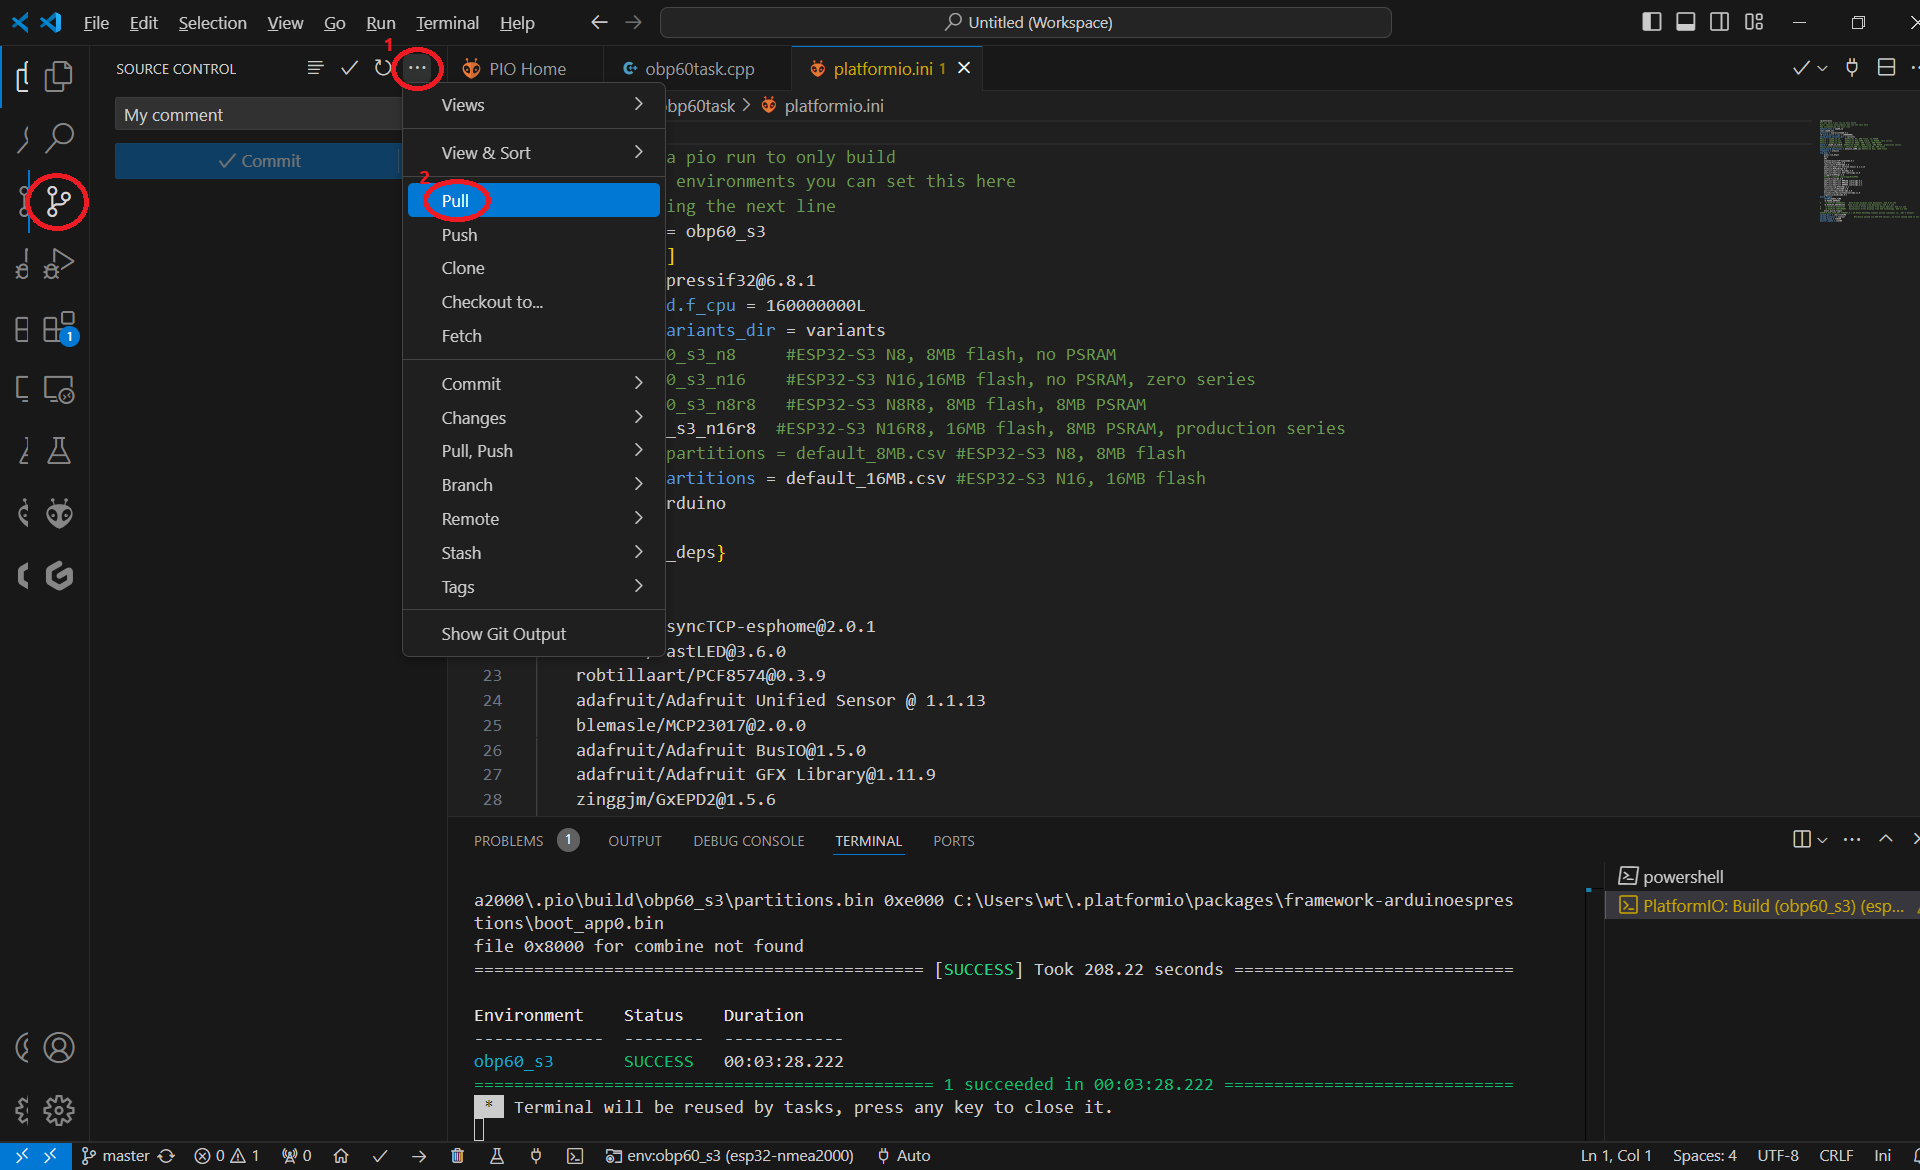 File Edit Selection View Go Run Terminal Help
Untitled (Workspace)
1
SOURCE CONTROL
PIO Home
obp60task.cpp
platformio.ini 1
My comment
Commit
Views
View & Sort
2
Pull
Push
Clone
Checkout to...
Fetch
Commit
Changes
Pull, Push
Branch
Remote
Stash
Tags
Show Git Output
1
bp60task > platformio.ini
a pio run to only build
environments you can set this here
ing the next line
= obp60_s3
]
pressif32@6.8.1
d.f_cpu = 160000000L
ariants_dir = variants
0_s3_n8 #ESP32-S3 N8, 8MB flash, no PSRAM
0_s3_n16 #ESP32-S3 N16,16MB flash, no PSRAM, zero series
0_s3_n8r8 #ESP32-S3 N8R8, 8MB flash, 8MB PSRAM
_s3_n16r8 #ESP32-S3 N16R8, 16MB flash, 8MB PSRAM, production series
partitions = default_8MB.csv #ESP32-S3 N8, 8MB flash
artitions = default_16MB.csv #ESP32-S3 N16, 16MB flash
rduino
_deps}
syncTCP-esphome@2.0.1
astLED@3.6.0
23 robtillaart/PCF8574@0.3.9
24 adafruit/Adafruit Unified Sensor @ 1.1.13
25 blemasle/MCP23017@2.0.0
26 adafruit/Adafruit BusIO@1.5.0
27 adafruit/Adafruit GFX Library@1.11.9
28 zinggjm/GxEPD2@1.5.6
PROBLEMS 1 OUTPUT DEBUG CONSOLE TERMINAL PORTS
a2000\.pio\build\obp60_s3\partitions.bin 0xe000 C:\Users\wt\.platformio\packages\framework-arduinoespres
tions\boot_app0.bin
file 0x8000 for combine not found
============================================= [SUCCESS] Took 208.22 seconds ============================
Environment Status Duration
------------- -------- ------------
obp60_s3 SUCCESS 00:03:28.222
============================================== 1 succeeded in 00:03:28.222 =============================
* Terminal will be reused by tasks, press any key to close it.
powershell
PlatformIO: Build (obp60_s3) (esp...
master 0 1 0 env:obp60_s3 (esp32-nmea2000) Auto
Ln 1, Col 1 Spaces: 4 UTF-8 CRLF Ini